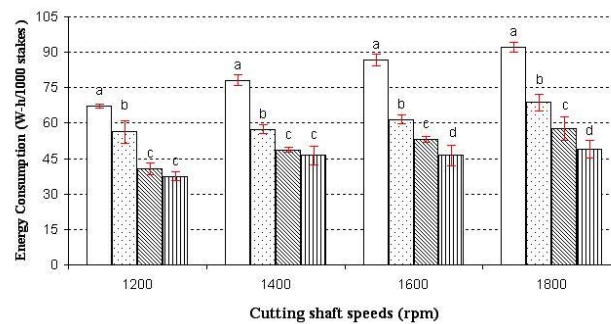 Energy Consumption (W-h/1000 stakes)
105
90
75
60
45
30
15
0
a
b
c
c
a
b
c
c
a
b
c
d
a
b
c
d
1200
1400
1600
1800
Cutting shaft speeds (rpm)